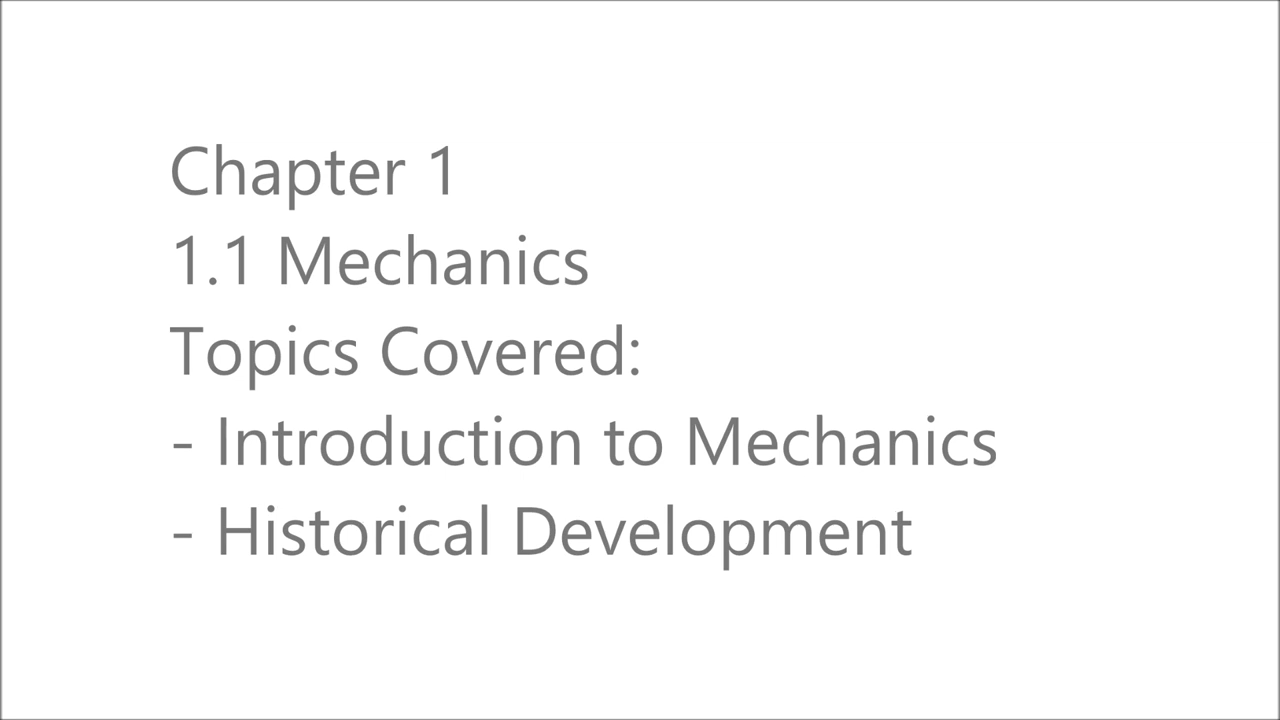 Chapter 1
1.1 Mechanics
Topics Covered:
- Introduction to Mechanics
- Historical Development